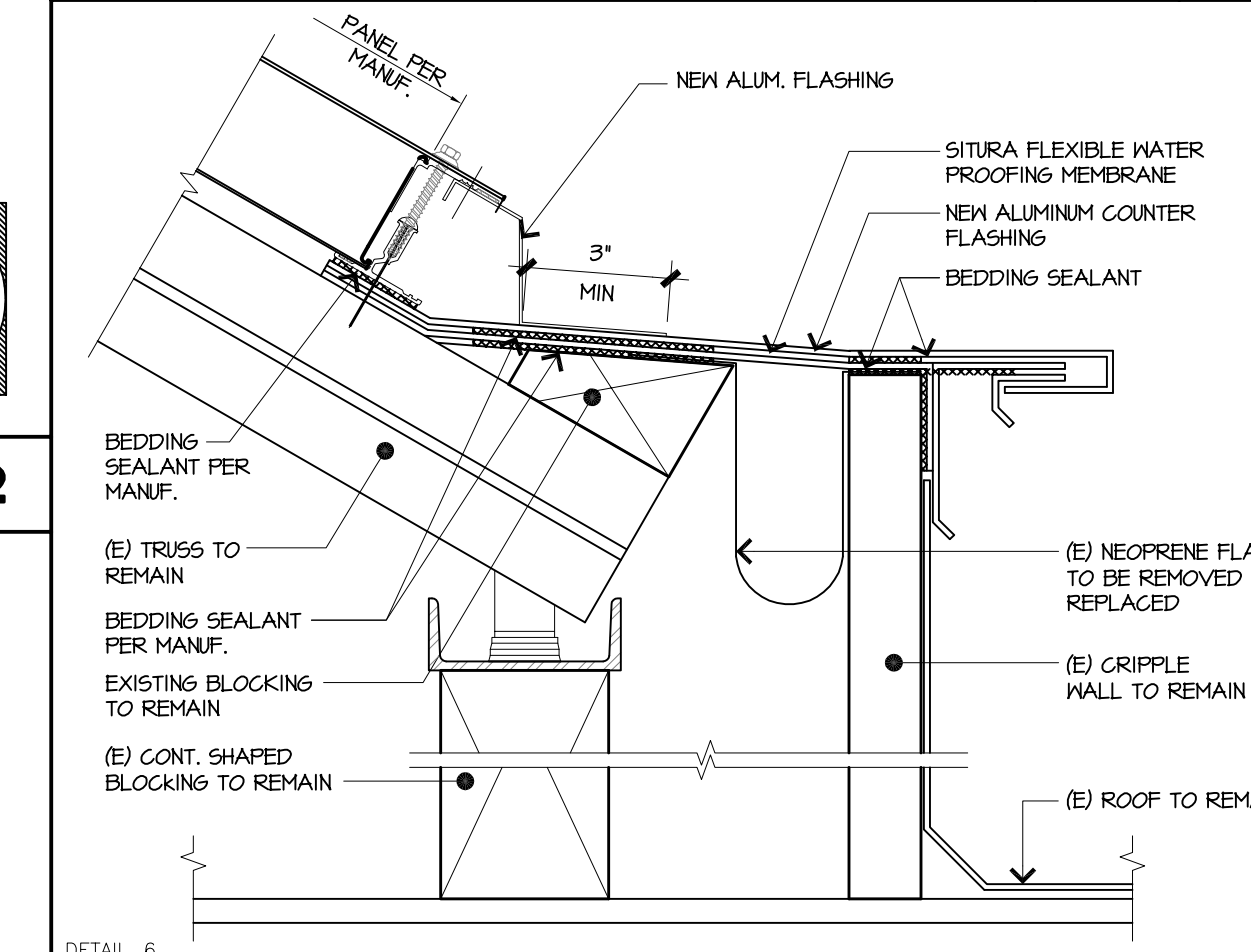 PANEL PER
MANUF.
NEW ALUM. FLASHING
SITURA FLEXIBLE WATER
PROOFING MEMBRANE
NEW ALUMINUM COUNTER
FLASHING
BEDDING SEALANT
3"
MIN
BEDDING
SEALANT PER
MANUF.
(E) TRUSS TO
REMAIN
BEDDING SEALANT
PER MANUF.
EXISTING BLOCKING
TO REMAIN
(E) CONT. SHAPED
BLOCKING TO REMAIN
(E) NEOPRENE
TO BE REMOVED
REPLACED
(E) CRIPPLE
WALL TO REMAIN
(E) ROOF TO
2
DETAIL 6